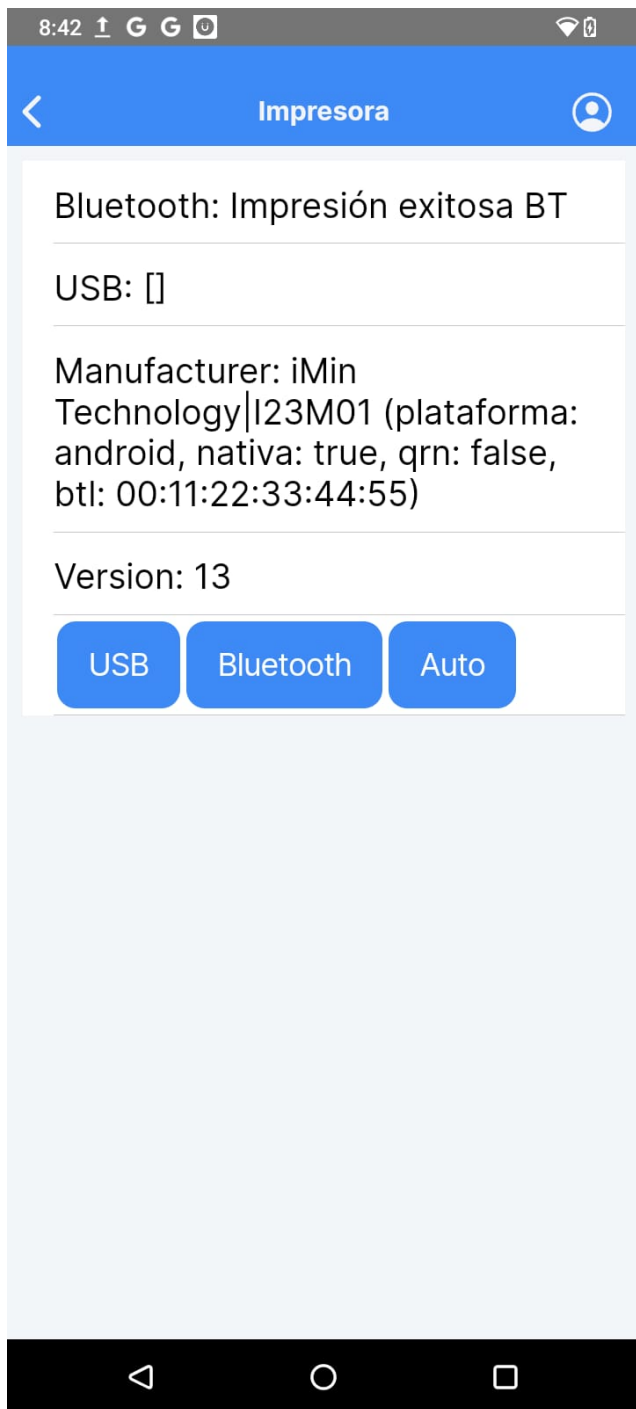 8:42
Impresora
Bluetooth: Impresión exitosa BT
USB: []
Manufacturer: iMin
Technology|I23M01 (plataforma:
android, nativa: true, qrn: false,
btl: 00:11:22:33:44:55)
Version: 13
USB Bluetooth Auto